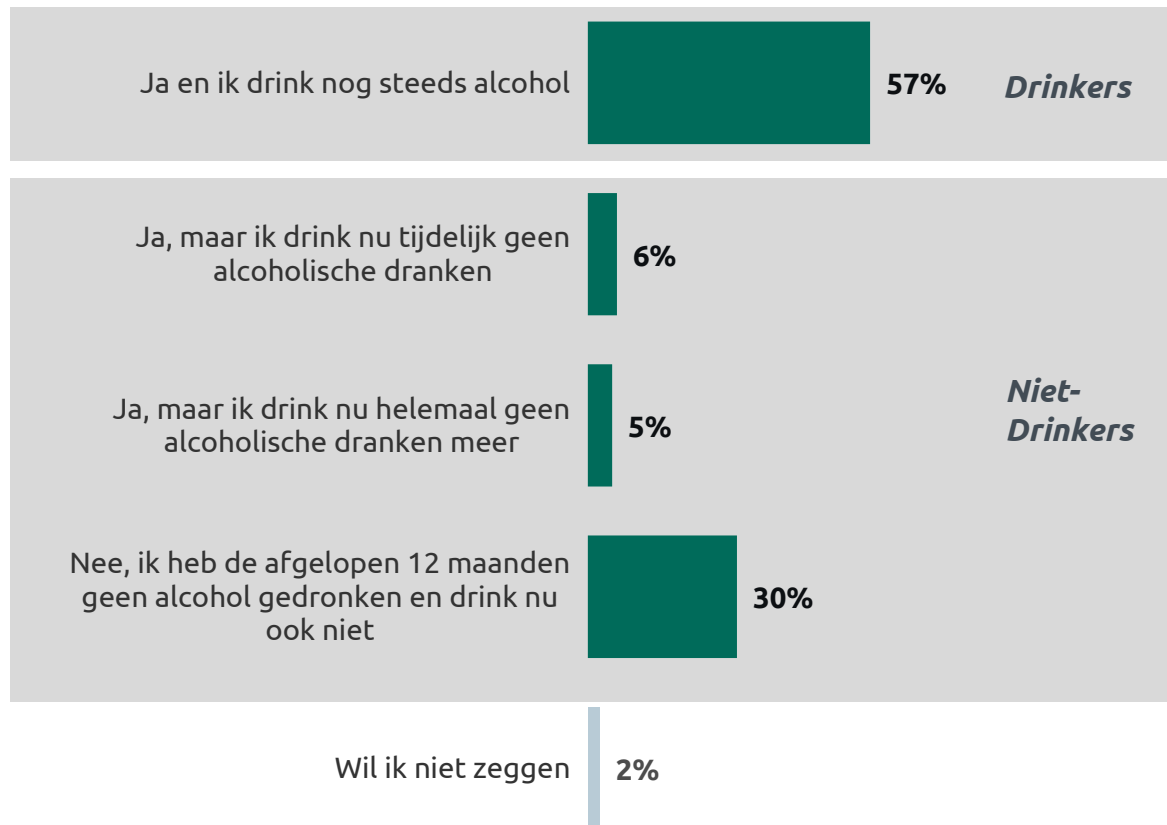 Ja en ik drink nog steeds alcohol
57%
Drinkers
Ja, maar ik drink nu tijdelijk geen
alcoholische dranken
6%
Ja, maar ik drink nu helemaal geen
alcoholische dranken meer
5%
Niet-
Drinkers
Nee, ik heb de afgelopen 12 maanden
geen alcohol gedronken en drink nu
ook niet
30%
Wil ik niet zeggen
2%